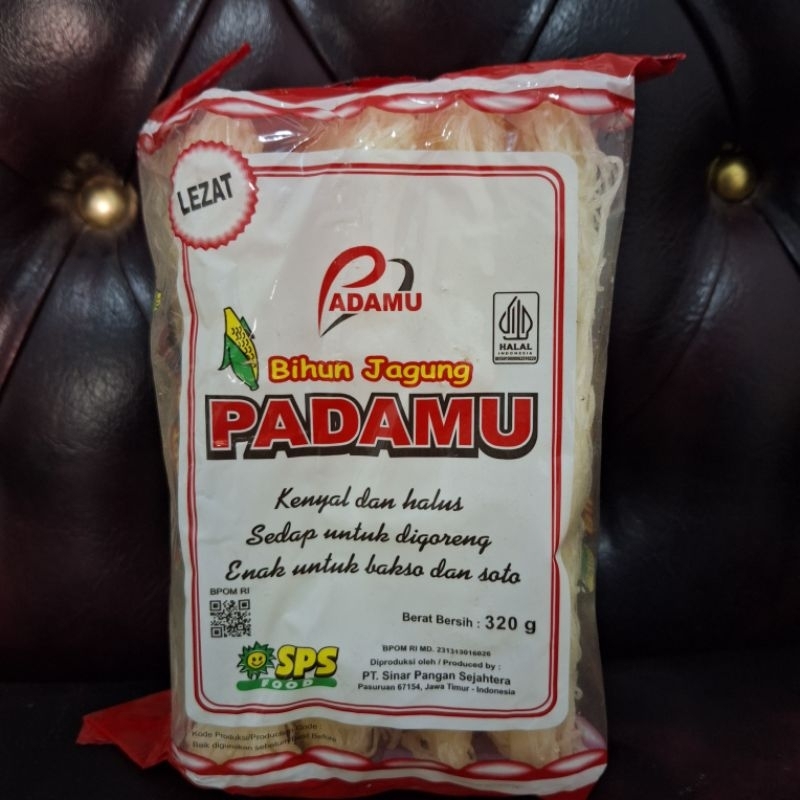 LEZAT
PADAMU
HALAL
INDONESIA
Bihun Jagung
PADAMU
Kenyal dan halus
Sedap untuk digoreng
Enak untuk bakso dan soto
BPOM RI
Berat Bersih : 320 g
SPS
FOOD
BPOM RI MD. 231313016026
Diproduksi oleh / Produced by :
PT. Sinar Pangan Sejahtera
Pasuruan 67154, Jawa Timur - Indonesia
Kode Produksi/Production Code :
Baik digunakan sebelum/Best Before